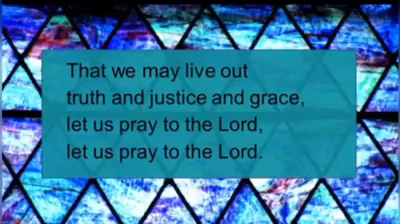 That we may live out
truth and justice and grace,
let us pray to the Lord,
let us pray to the Lord.